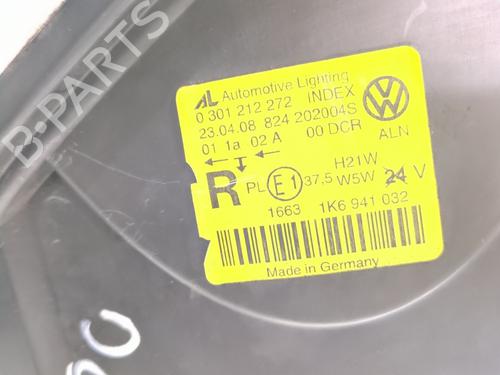 B-PARTS
AL Automotive Lighting
0 301 212 272 INDEX
23.04.08 824 202004S
01 1a 02 A 00 DCR ALN
R PL E1 37,5 H21W W5W 24 V
1663 1K6 941 032
Made in Germany